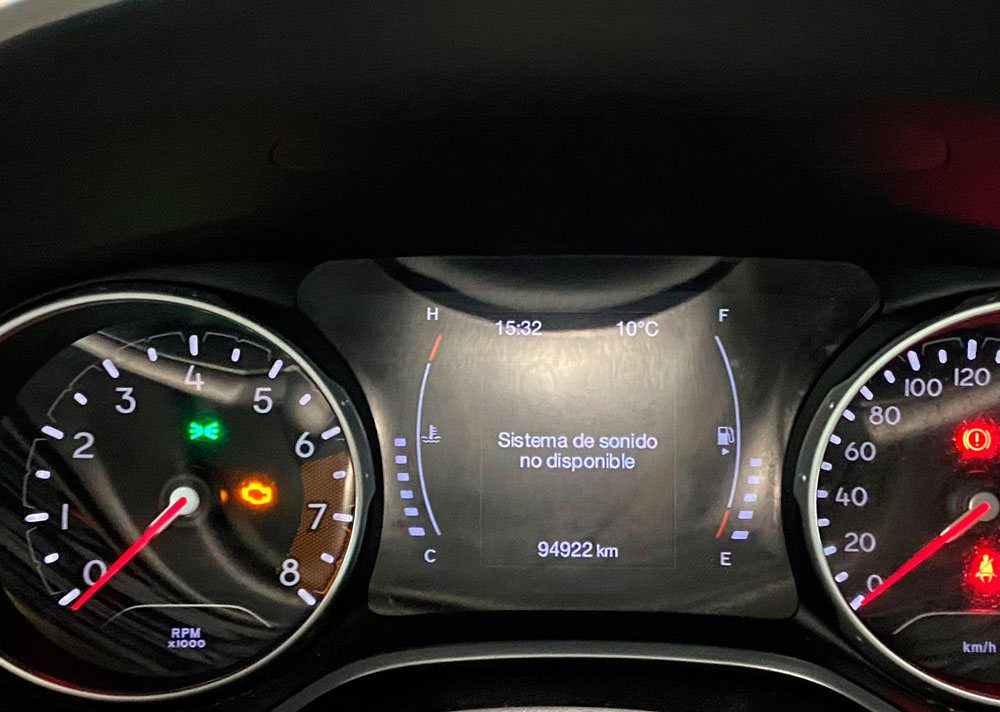 H
15:32 10°C
F
0 1 2 3 4 5 6 7 8
RPM
x1000
Sistema de sonido
no disponible
C
94922 km
E
0 20 40 60 80 100 120
km/h